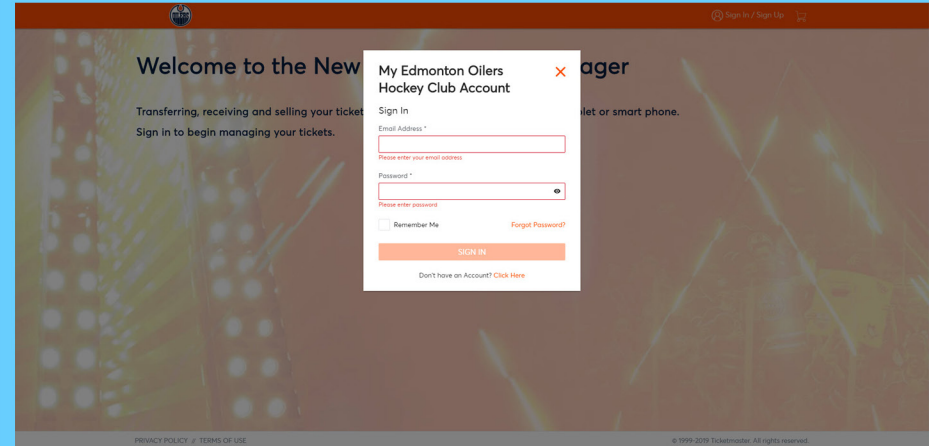 Sign In / Sign Up
Welcome to the New
ager
Transferring, receiving and selling your ticket
let or smart phone.
Sign in to begin managing your tickets.
My Edmonton Oilers
Hockey Club Account
Sign In
Email Address *
Please enter your email address
Password *
Please enter password
Remember Me
Forgot Password?
SIGN IN
Don't have an Account? Click Here
PRIVACY POLICY // TERMS OF USE
© 1999-2019 Ticketmaster. All rights reserved.